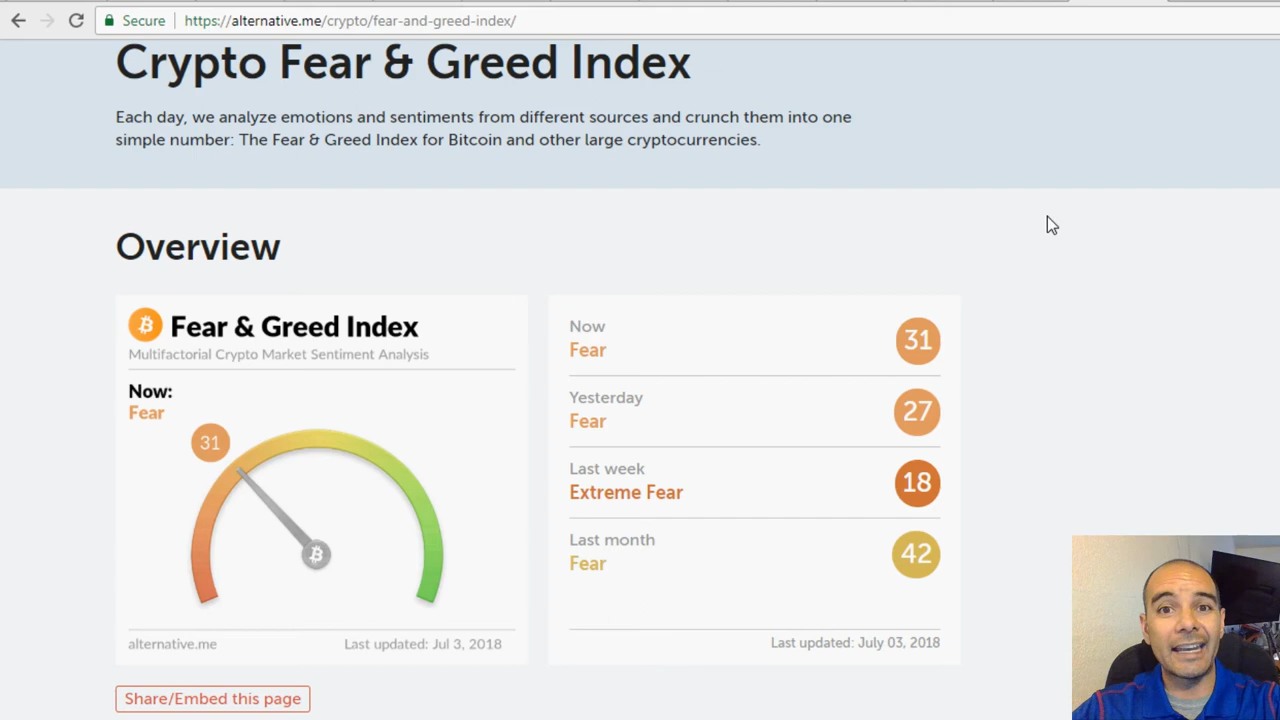 Secure https://alternative.me/crypto/fear-and-greed-index/
Crypto Fear & Greed Index
Each day, we analyze emotions and sentiments from different sources and crunch them into one
simple number: The Fear & Greed Index for Bitcoin and other large cryptocurrencies.
Overview
Fear & Greed Index
Multifactorial Crypto Market Sentiment Analysis
Now:
Fear
31
alternative.me Last updated: Jul 3, 2018
Now
Fear 31
Yesterday
Fear 27
Last week
Extreme Fear 18
Last month
Fear 42
Last updated: July 03, 2018
Share/Embed this page